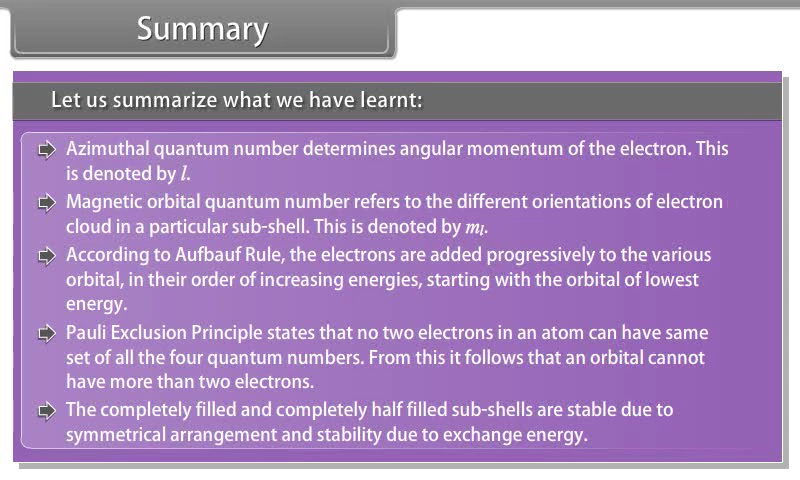 Summary
Let us summarize what we have learnt:
Azimuthal quantum number determines angular momentum of the electron. This
is denoted by l.
Magnetic orbital quantum number refers to the different orientations of electron
cloud in a particular sub-shell. This is denoted by mₗ.
According to Aufbauf Rule, the electrons are added progressively to the various
orbital, in their order of increasing energies, starting with the orbital of lowest
energy.
Pauli Exclusion Principle states that no two electrons in an atom can have same
set of all the four quantum numbers. From this it follows that an orbital cannot
have more than two electrons.
The completely filled and completely half filled sub-shells are stable due to
symmetrical arrangement and stability due to exchange energy.